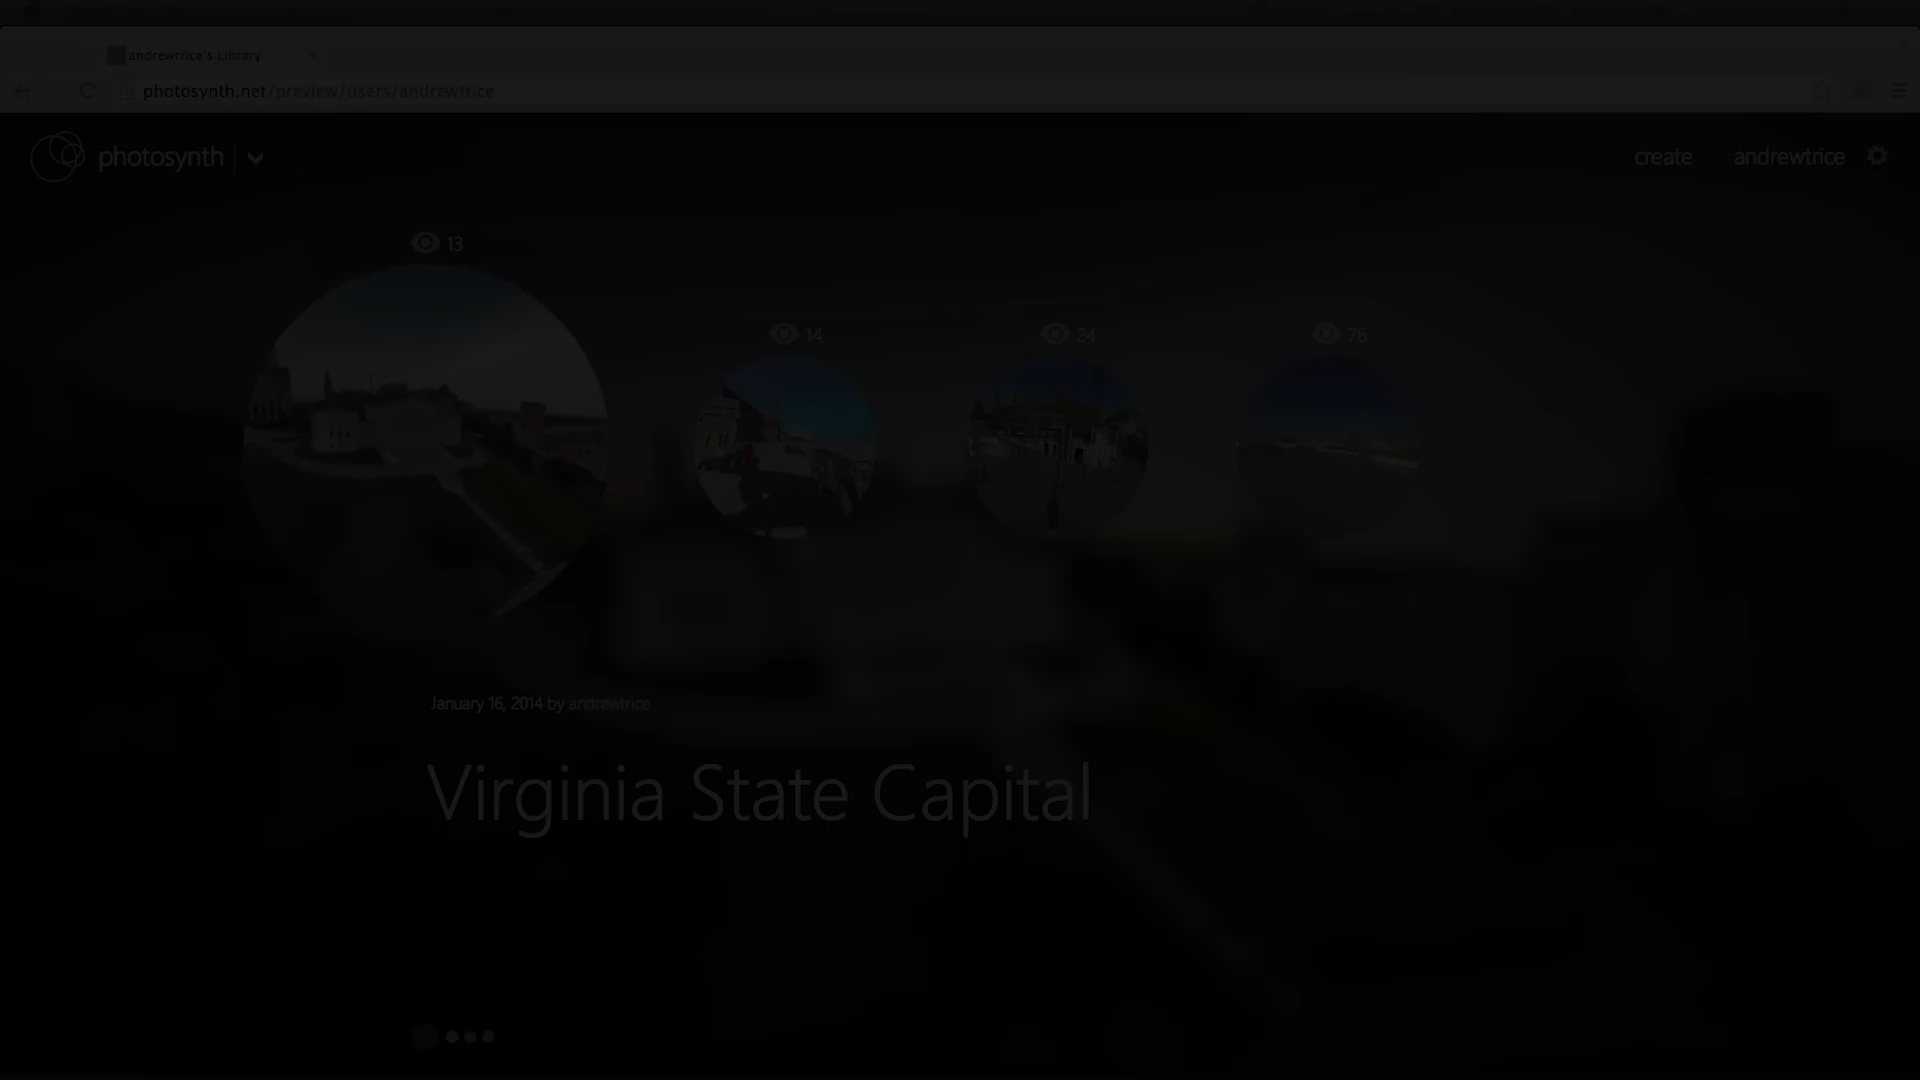 andrewtrice's Library
photosynth.net/preview/users/andrewtrice
photosynth
create
andrewtrice
13
14
24
76
January 16, 2014 by andrewtrice
Virginia State Capital